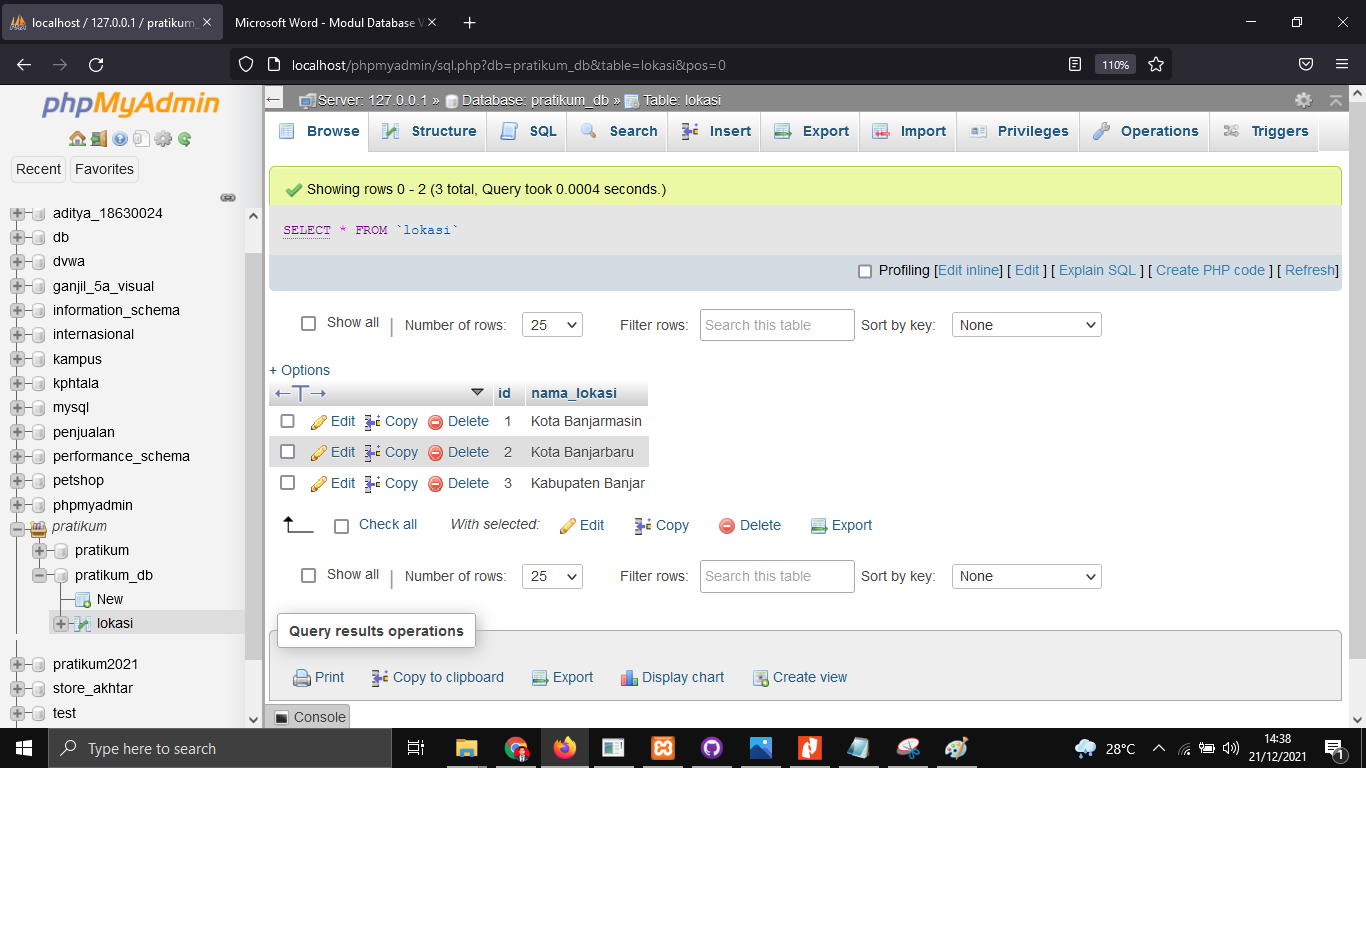 localhost / 127.0.0.1 / pratikum_
Microsoft Word - Modul Database V
localhost/phpmyadmin/sql.php?db=pratikum_db&table=lokasi&pos=0
110%
phpMyAdmin
Recent
Favorites
aditya_18630024
db
dvwa
ganjil_5a_visual
information_schema
internasional
kampus
kphtala
mysql
penjualan
performance_schema
petshop
phpmyadmin
pratikum
pratikum
pratikum_db
New
lokasi
pratikum2021
store_akhtar
test
Server: 127.0.0.1 » Database: pratikum_db » Table: lokasi
Browse
Structure
SQL
Search
Insert
Export
Import
Privileges
Operations
Triggers
Showing rows 0 - 2 (3 total, Query took 0.0004 seconds.)
SELECT * FROM `lokasi`
Profiling [Edit inline] [ Edit ] [ Explain SQL ] [ Create PHP code ] [ Refresh]
Show all | Number of rows: 25 Filter rows: Search this table Sort by key: None
+ Options
id nama_lokasi
Edit Copy Delete 1 Kota Banjarmasin
Edit Copy Delete 2 Kota Banjarbaru
Edit Copy Delete 3 Kabupaten Banjar
Check all With selected: Edit Copy Delete Export
Show all | Number of rows: 25 Filter rows: Search this table Sort by key: None
Query results operations
Print Copy to clipboard Export Display chart Create view
Console
Type here to search
28°C
14:38
21/12/2021
1